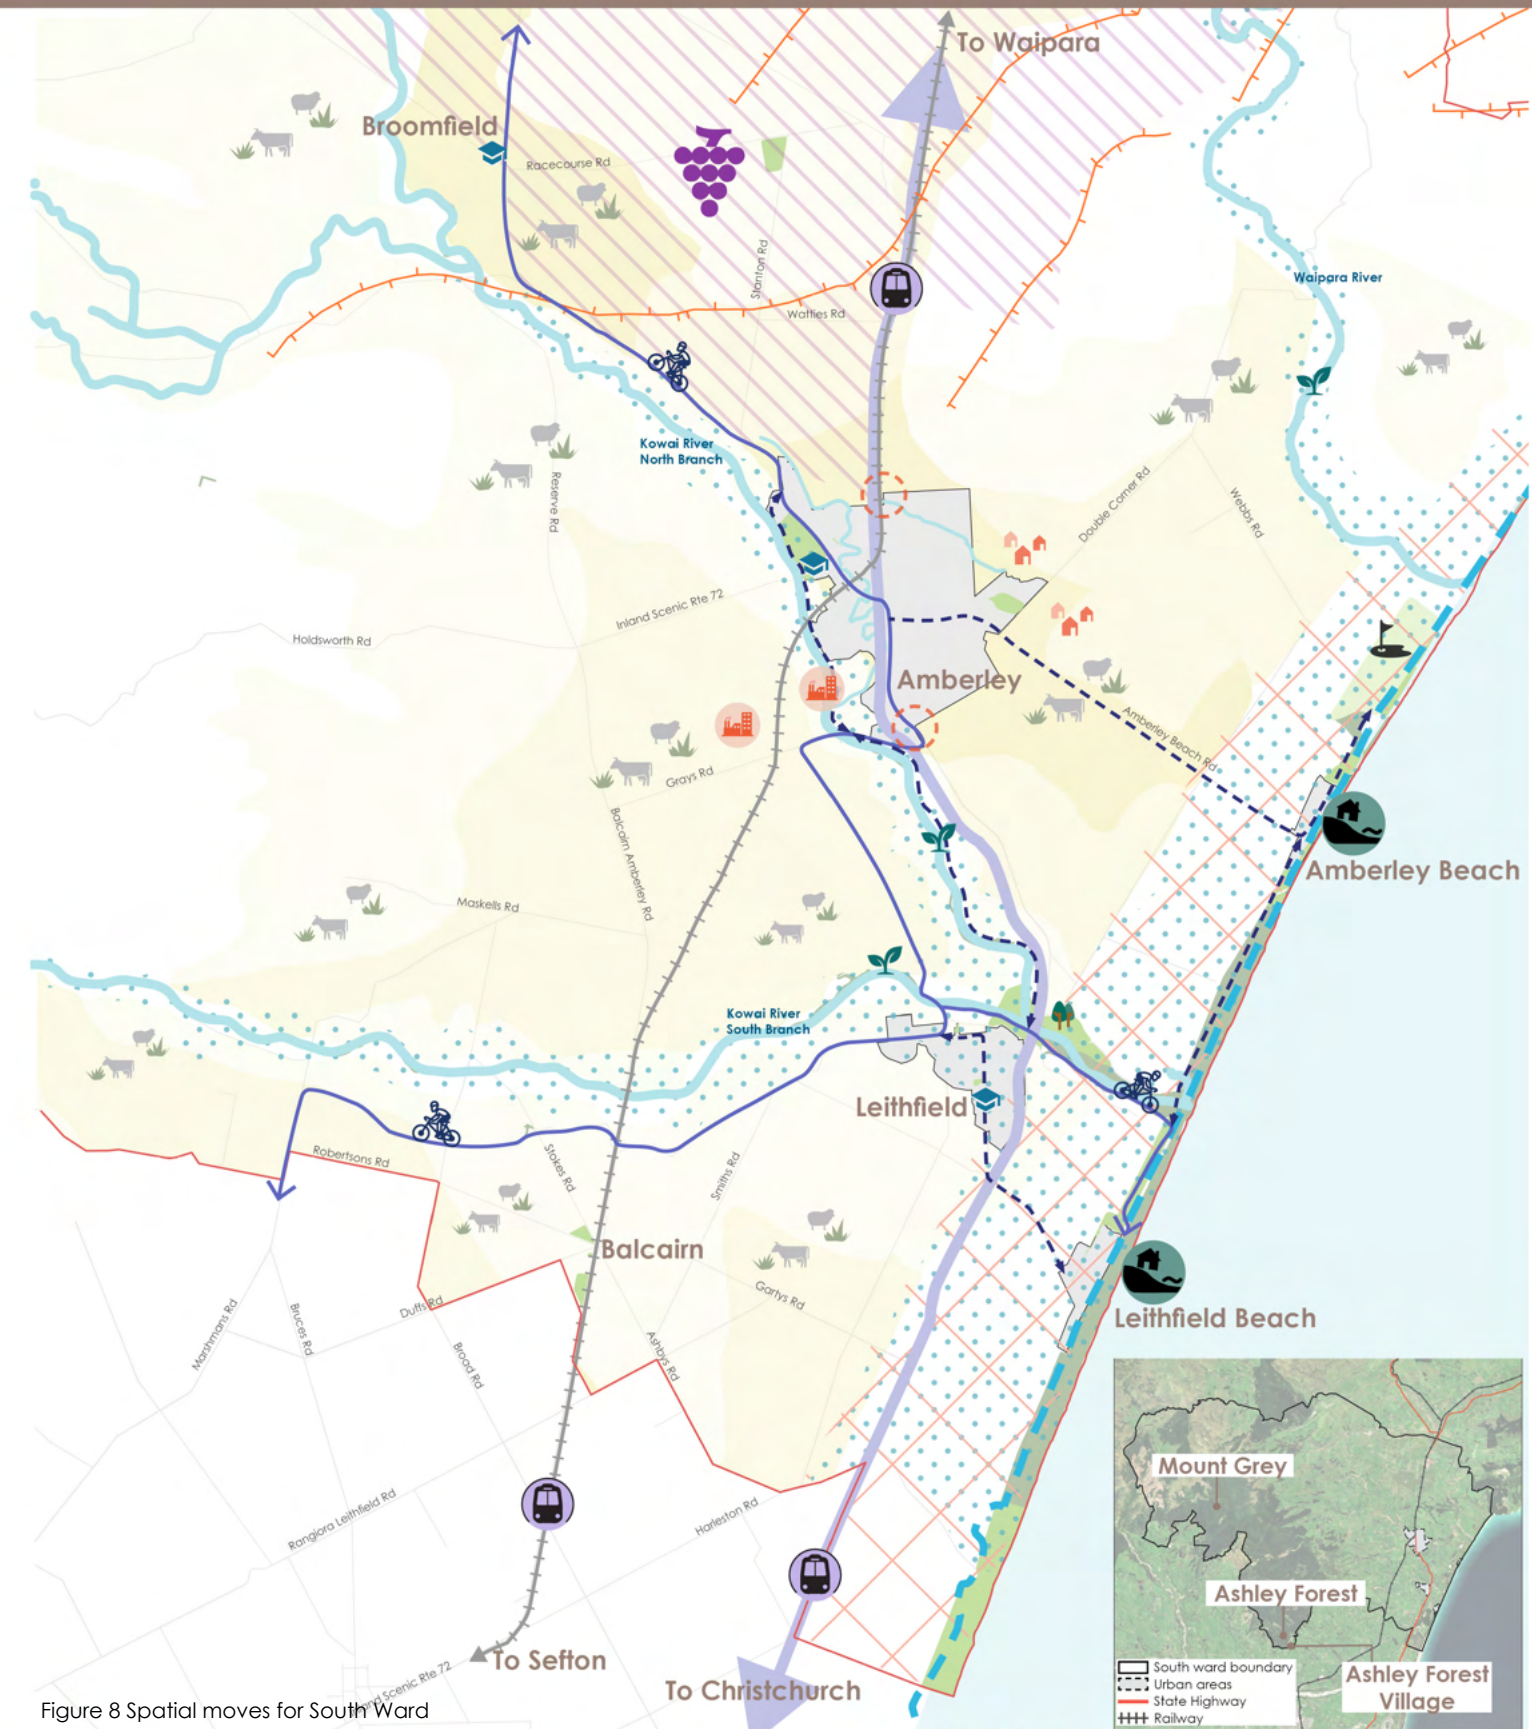 To Waipara
Broomfield
Racecourse Rd
Stanton Rd
Watties Rd
Waipara River
Kowai River
North Branch
Reserve Rd
Double Corner Rd
Webbs Rd
Inland Scenic Rte 72
Holdsworth Rd
Amberley
Amberley Beach Rd
Grays Rd
Balcairn Amberley Rd
Amberley Beach
Maskells Rd
Kowai River
South Branch
Leithfield
Robertsons Rd
Stokes Rd
Smiths Rd
Balcairn
Gartys Rd
Leithfield Beach
Marshmans Rd
Bruces Rd
Duffs Rd
Broad Rd
Ashbys Rd
Rangiora Leithfield Rd
Harleston Rd
To Sefton
Scenic Rte 72
To Christchurch
Mount Grey
Ashley Forest
Ashley Forest
Village
South ward boundary
Urban areas
State Highway
Railway
Figure 8 Spatial moves for South Ward